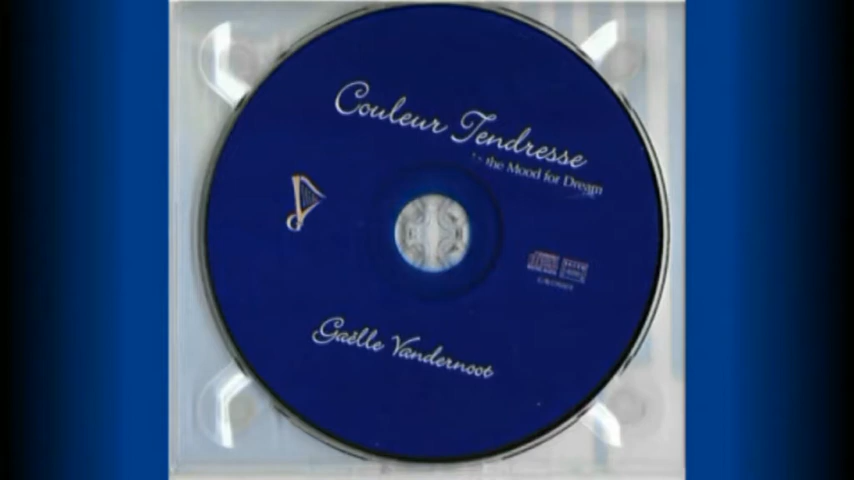 Couleur Tendresse
the Mood for Dream
Gaëlle Vandernoot